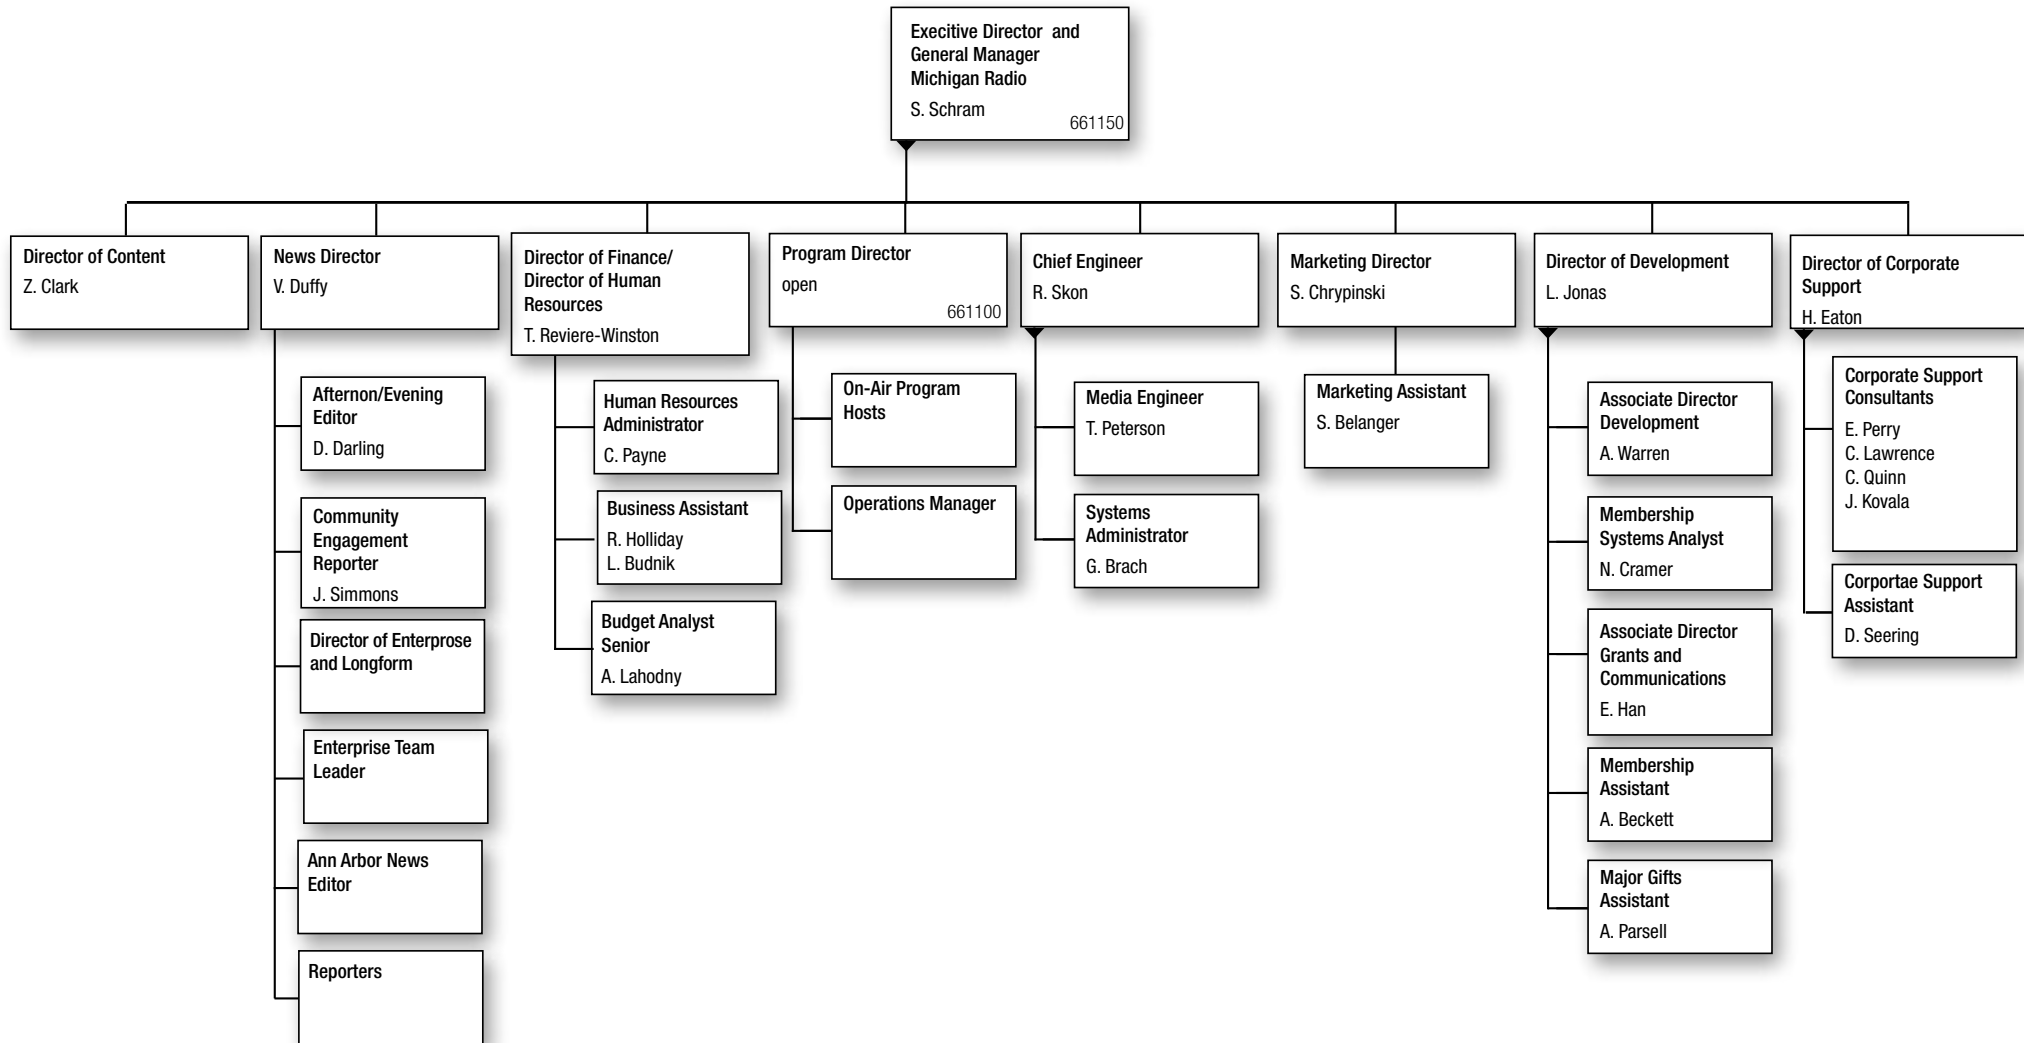 Execitive Director and
General Manager
Michigan Radio
S. Schram
661150
Director of Content
Z. Clark
News Director
V. Duffy
Afternon/Evening
Editor
D. Darling
Community
Engagement
Reporter
J. Simmons
Director of Enterprose
and Longform
Enterprise Team
Leader
Ann Arbor News
Editor
Reporters
Director of Finance/
Director of Human
Resources
T. Reviere-Winston
Human Resources
Administrator
C. Payne
Business Assistant
R. Holliday
L. Budnik
Budget Analyst
Senior
A. Lahodny
Program Director
open
661100
On-Air Program
Hosts
Operations Manager
Chief Engineer
R. Skon
Media Engineer
T. Peterson
Systems
Administrator
G. Brach
Marketing Director
S. Chrypinski
Marketing Assistant
S. Belanger
Director of Development
L. Jonas
Associate Director
Development
A. Warren
Membership
Systems Analyst
N. Cramer
Associate Director
Grants and
Communications
E. Han
Membership
Assistant
A. Beckett
Major Gifts
Assistant
A. Parsell
Director of Corporate
Support
H. Eaton
Corporate Support
Consultants
E. Perry
C. Lawrence
C. Quinn
J. Kovala
Corportae Support
Assistant
D. Seering